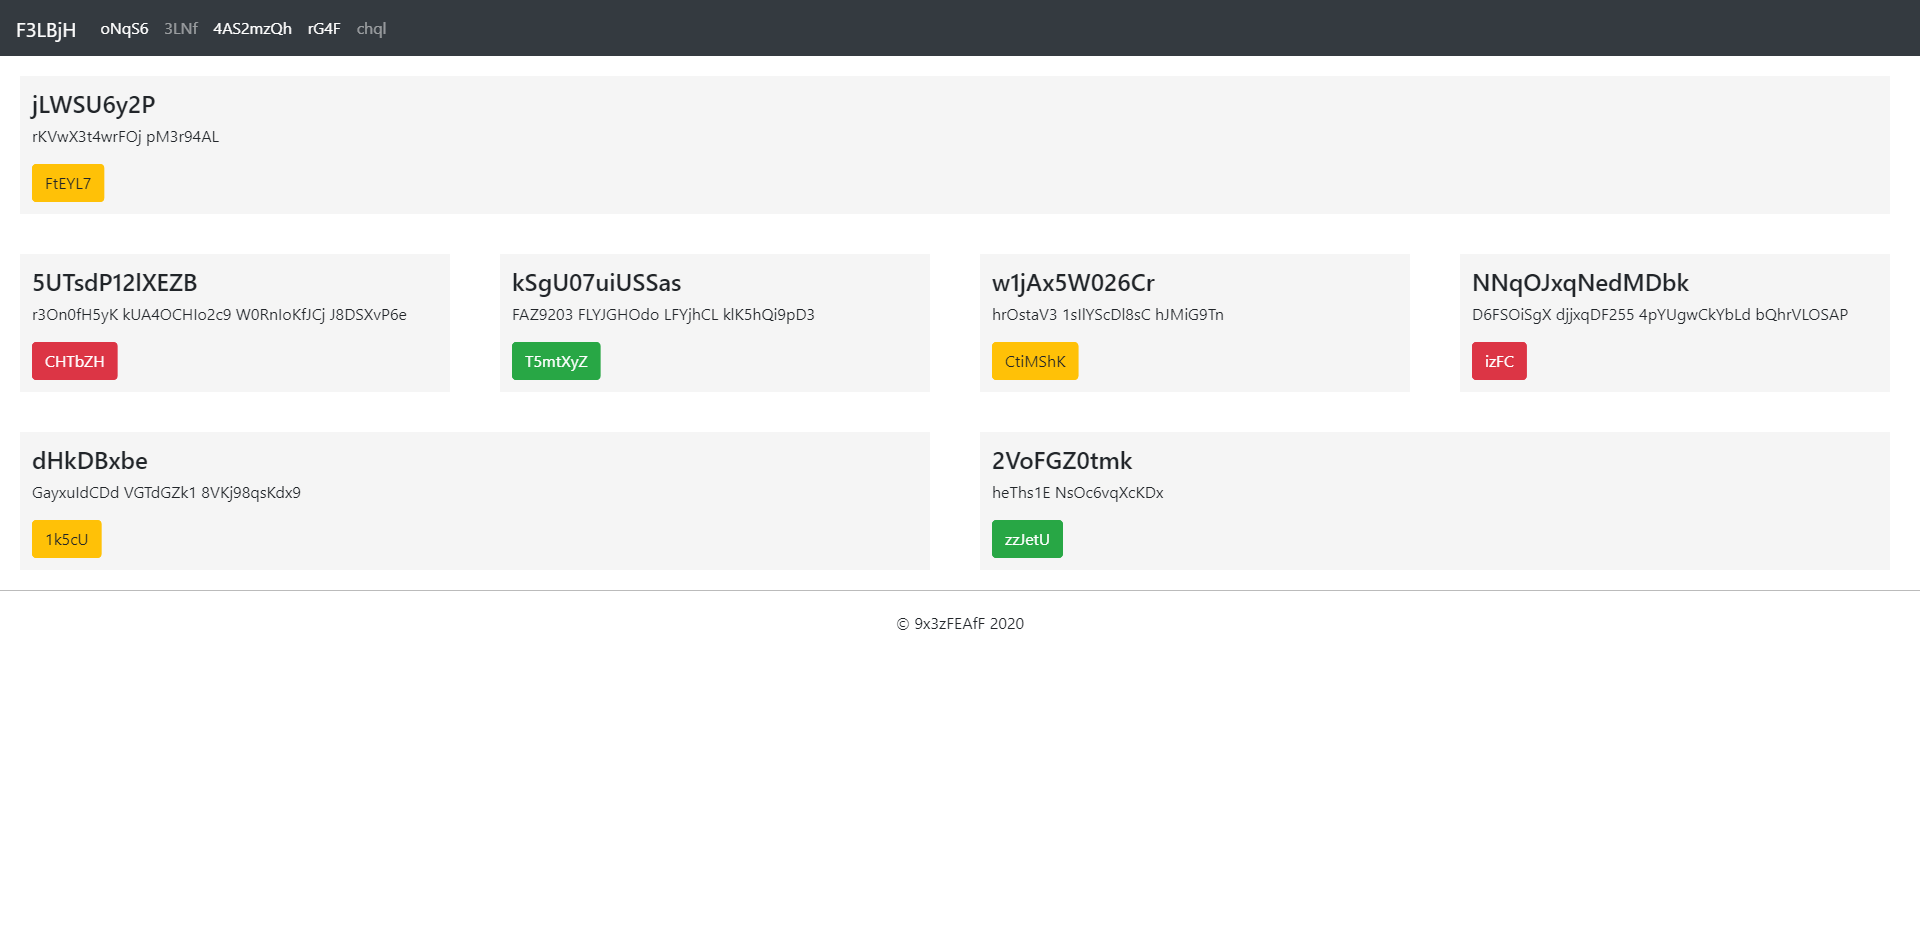 F3LBjH oNqS6 3LNf 4AS2mzQh rG4F chql
jLWSU6y2P
rKVwX3t4wrFOj pM3r94AL
FtEYL7
5UTsdP12lXEZB
r3On0fH5yK kUA4OCHIo2c9 W0RnIoKfJCj J8DSXvP6e
CHTbZH
kSgU07uiUSSas
FAZ9203 FLYJGHOdo LFYjhCL klK5hQi9pD3
T5mtXyZ
w1jAx5W026Cr
hrOstaV3 1sIlYScDl8sC hJMiG9Tn
CtiMShK
NNqOJxqNedMDbk
D6FSOiSgX djjxqDF255 4pYUgwCkYbLd bQhrVLOSAP
izFC
dHkDBxbe
GayxuIdCDd VGTdGZk1 8VKj98qsKdx9
1k5cU
2VoFGZ0tmk
heThs1E NsOc6vqXcKDx
zzJetU
© 9x3zFEAfF 2020